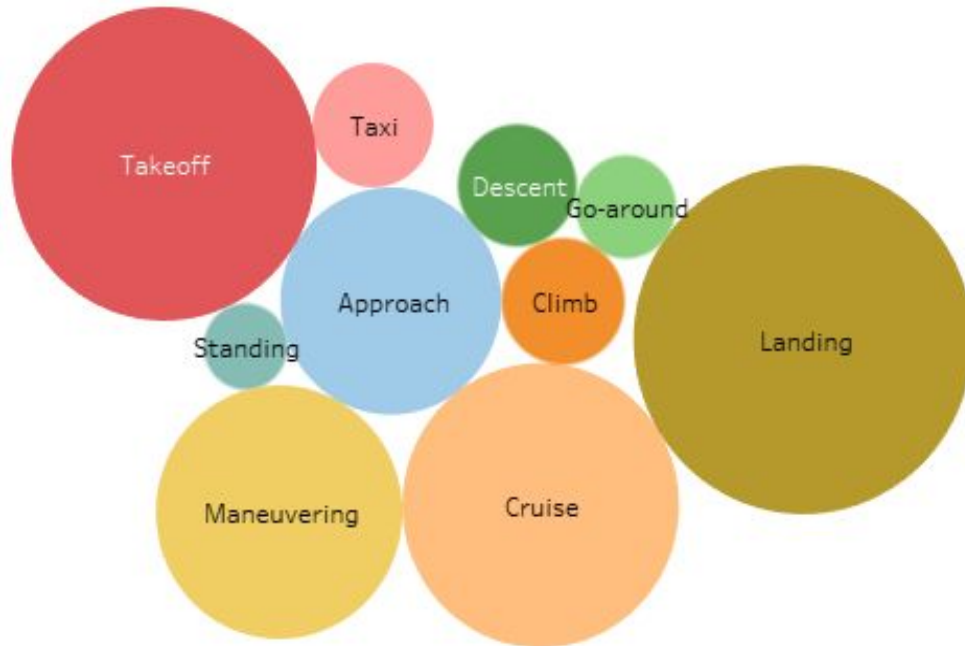 Taxi
Takeoff
Descent
Go-around
Approach
Climb
Landing
Standing
Cruise
Maneuvering